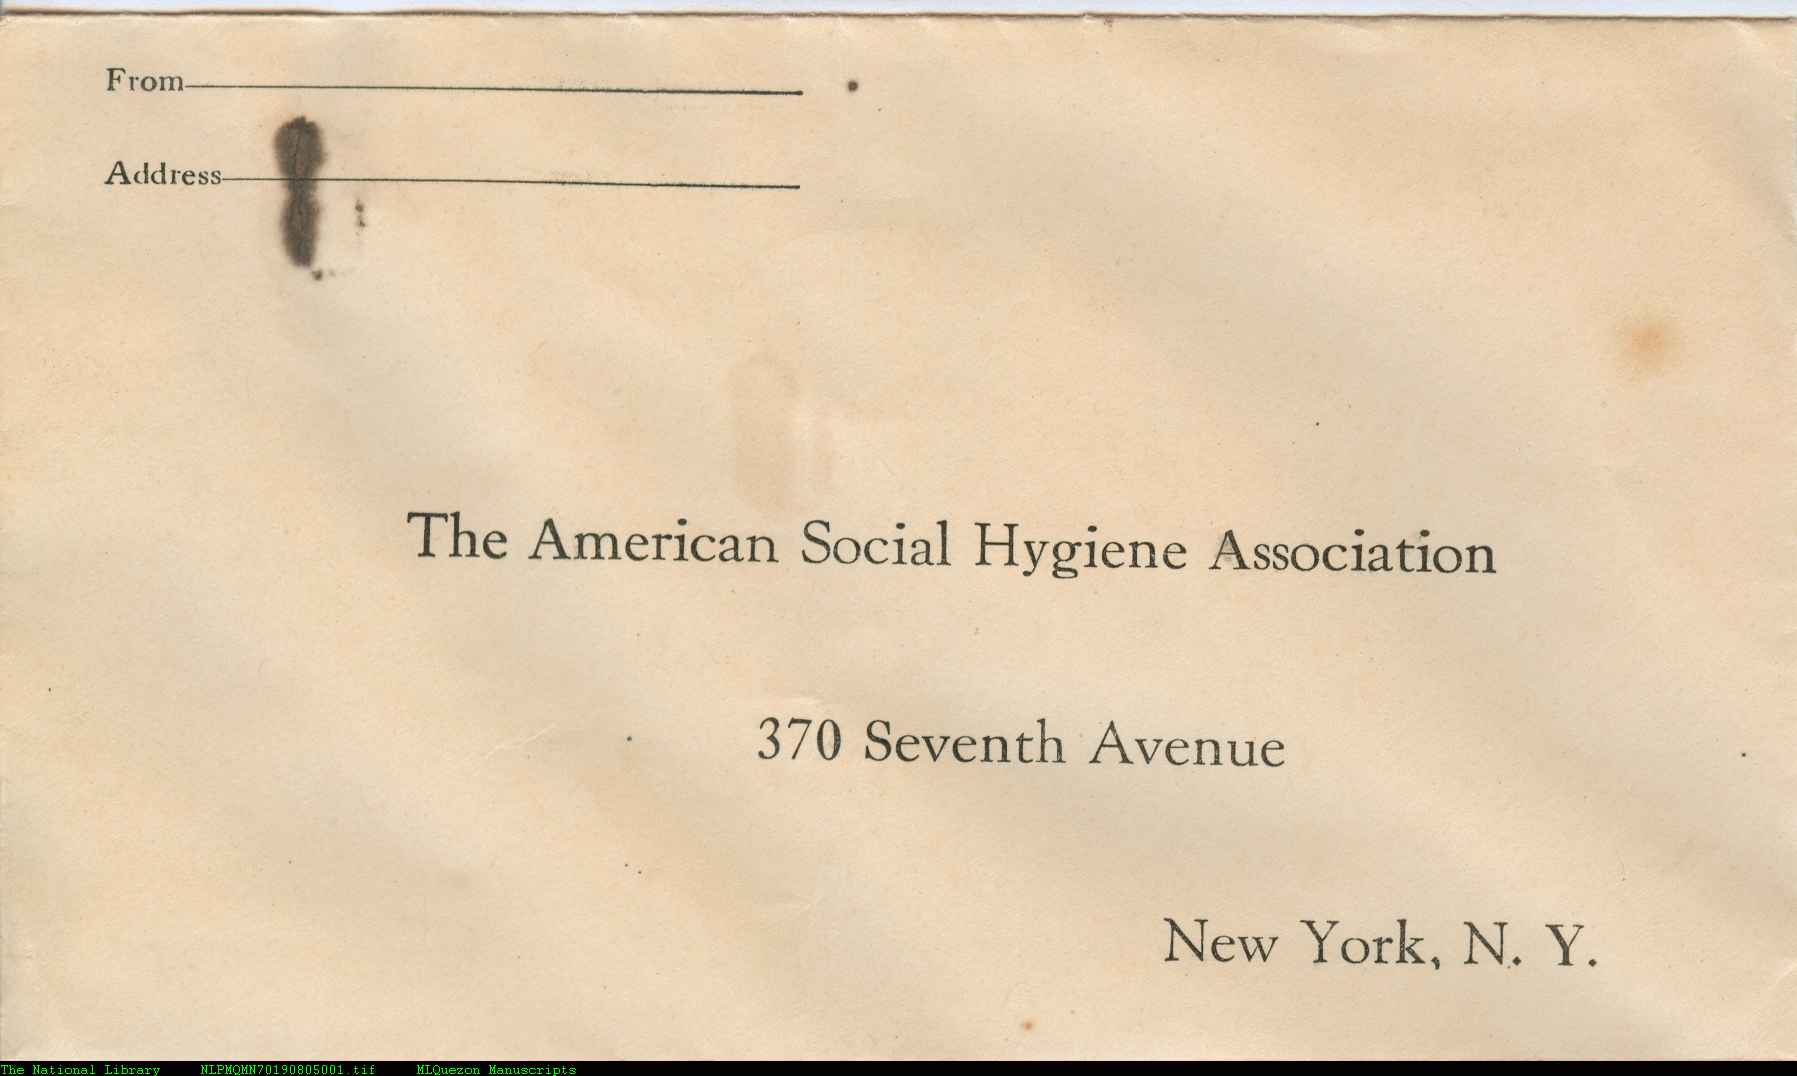 From
Address
The American Social Hygiene Association
370 Seventh Avenue
New York, N. Y.
The National Library NLPMQMN70190805001.tif MLQuezon Manuscripts